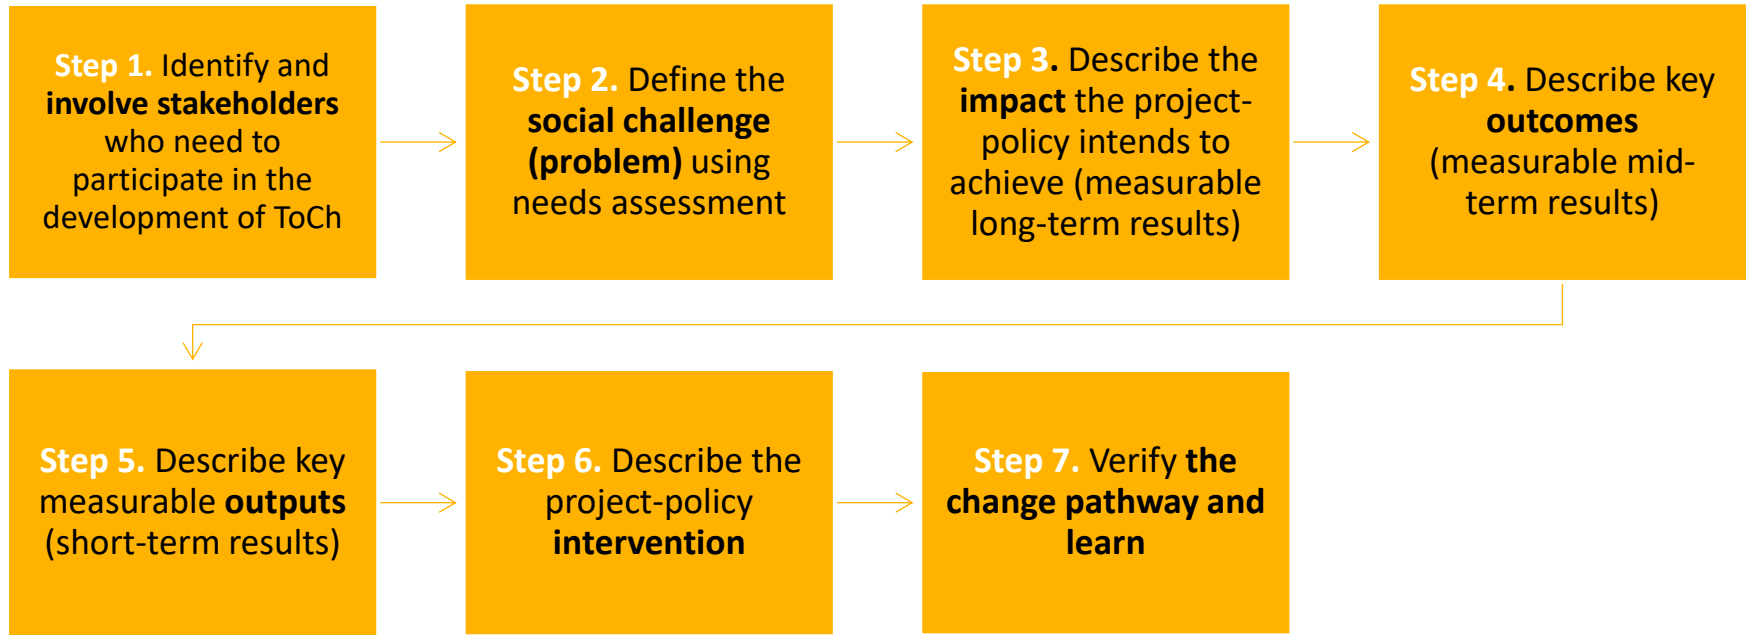 Step 1. Identify and
involve stakeholders
who need to
participate in the
development of ToCh
Step 2. Define the
social challenge
(problem) using
needs assessment
Step 3. Describe the
impact the project-
policy intends to
achieve (measurable
long-term results)
Step 4. Describe key
outcomes
(measurable mid-
term results)
Step 5. Describe key
measurable outputs
(short-term results)
Step 6. Describe the
project-policy
intervention
Step 7. Verify the
change pathway and
learn